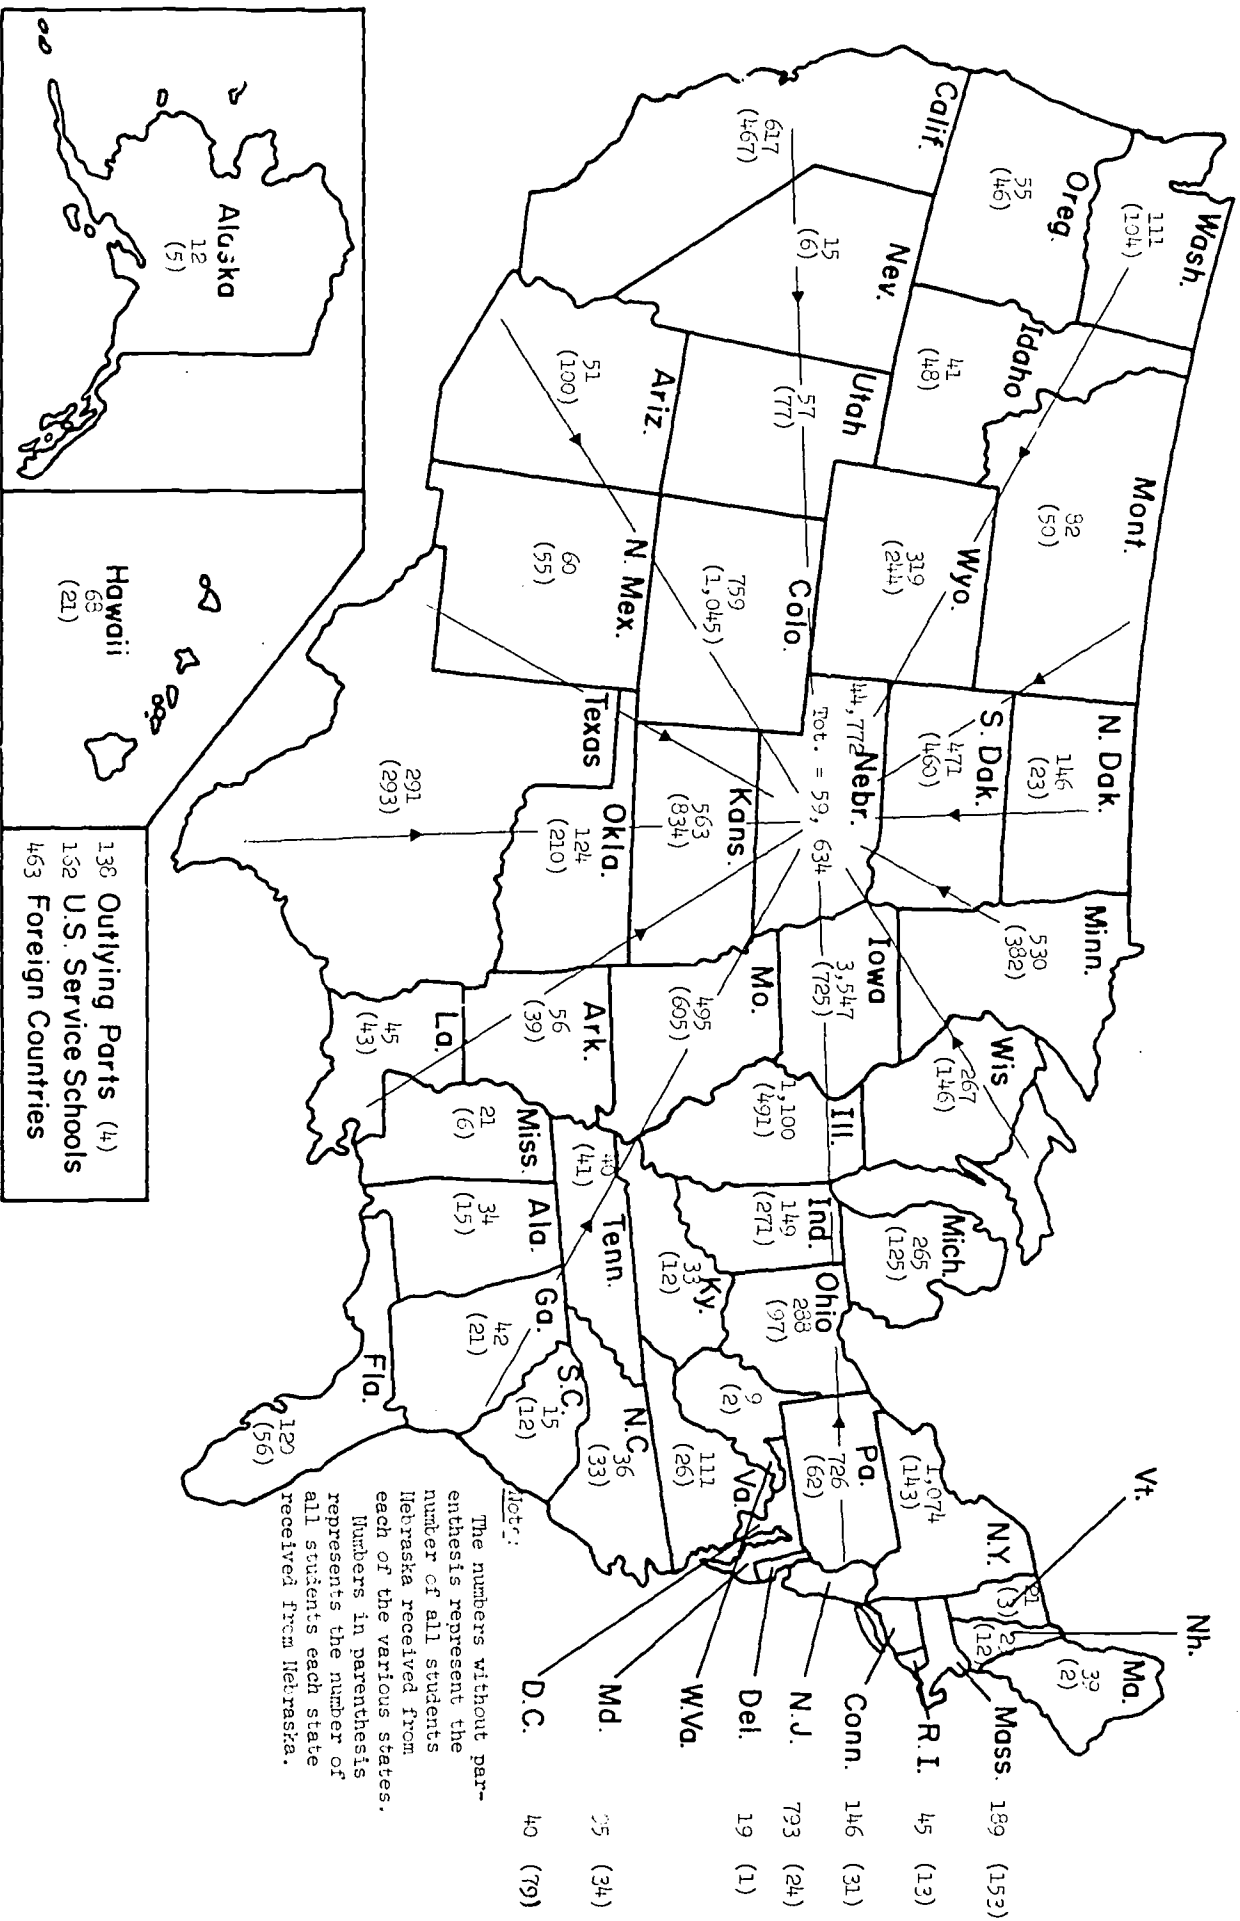 Wash.
111
(104)
Oreg.
55
(46)
Calif.
617
(467)
Nev.
15
(6)
Idaho
41
(48)
Mont.
82
(50)
Wyo.
319
(244)
Utah
57
(77)
Ariz.
51
(100)
Colo.
759
(1,045)
N. Mex.
60
(55)
N. Dak.
146
(23)
S. Dak.
471
(460)
Nebr.
44,772
Tot. = 59,634
Kans.
563
(834)
Okla.
124
(210)
Texas
291
(293)
Minn.
530
(382)
Iowa
3,547
(725)
Mo.
495
(605)
Ark.
56
(39)
La.
45
(43)
Wis
267
(146)
Ill.
1,100
(491)
Mich.
265
(125)
Ind.
149
(271)
Ohio
288
(97)
Ky.
33
(12)
Tenn.
40
(41)
Miss.
21
(6)
Ala.
34
(15)
Ga.
42
(21)
Fla.
(56)
S.C.
15
(12)
N.C.
36
(33)
Va.
111
(26)
9
(2)
Pa.
726
(62)
N.Y.
1,074
(143)
Vt.
(3)
Nh.
(12)
Ma.
(2)
Mass. 189 (153)
R.I. 45 (13)
Conn. 146 (31)
N.J. 793 (24)
Del. 19 (1)
W.Va.
Md. (34)
D.C. 40 (79)
Alaska
12
(5)
Hawaii
68
(21)
Outlying Parts (4)
U.S. Service Schools
463 Foreign Countries
Note:
The numbers without par-
enthesis represent the
number of all students
Nebraska received from
each of the various states.
Numbers in parenthesis
represents the number of
all students each state
received from Nebraska.